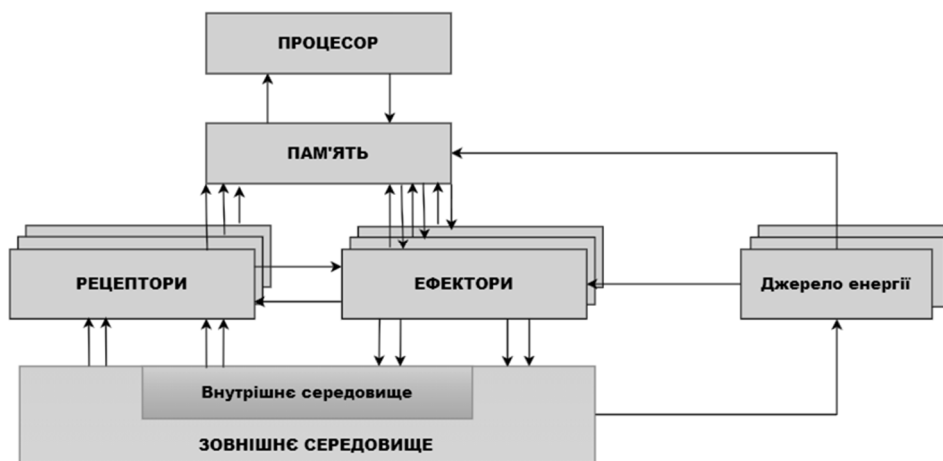 ПРОЦЕСОР
ПАМ'ЯТЬ
РЕЦЕПТОРИ
ЕФЕКТОРИ
Джерело енергії
Внутрішнє середовище
ЗОВНІШНЄ СЕРЕДОВИЩЕ